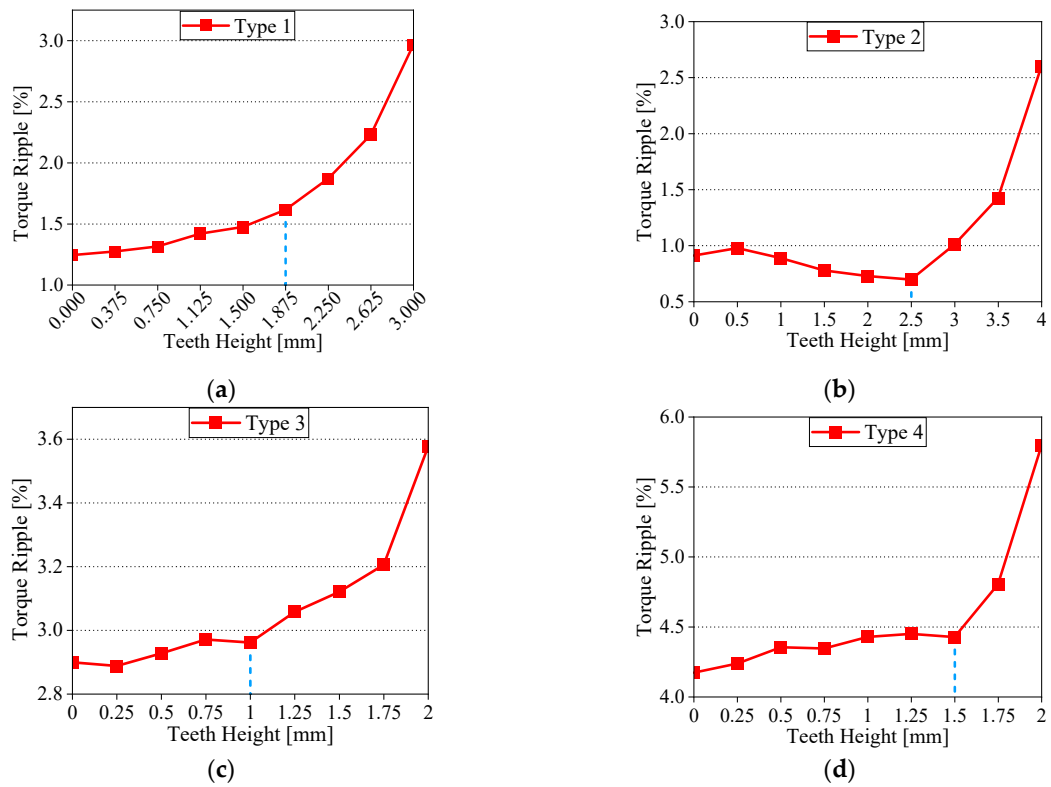 Type 1
Torque Ripple [%]
3.0
2.5
2.0
1.5
1.0
0.000 0.375 0.750 1.125 1.500 1.875 2.250 2.625 3.000
Teeth Height [mm]
(a)
Type 2
Torque Ripple [%]
3.0
2.5
2.0
1.5
1.0
0.5
0 0.5 1 1.5 2 2.5 3 3.5 4
Teeth Height [mm]
(b)
Type 3
Torque Ripple [%]
3.6
3.4
3.2
3.0
2.8
0 0.25 0.5 0.75 1 1.25 1.5 1.75 2
Teeth Height [mm]
(c)
Type 4
Torque Ripple [%]
6.0
5.5
5.0
4.5
4.0
0 0.25 0.5 0.75 1 1.25 1.5 1.75 2
Teeth Height [mm]
(d)